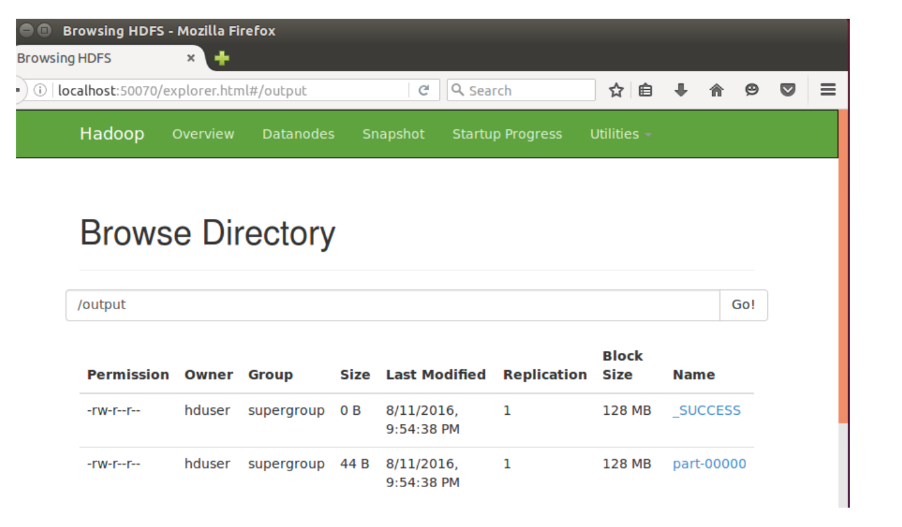 Browsing HDFS - Mozilla Firefox
Browsing HDFS
localhost:50070/explorer.html#/output
Search
Hadoop Overview Datanodes Snapshot Startup Progress Utilities
Browse Directory
/output Go!
Permission Owner Group Size Last Modified Replication Block Size Name
-rw-r--r-- hduser supergroup 0 B 8/11/2016, 9:54:38 PM 1 128 MB _SUCCESS
-rw-r--r-- hduser supergroup 44 B 8/11/2016, 9:54:38 PM 1 128 MB part-00000